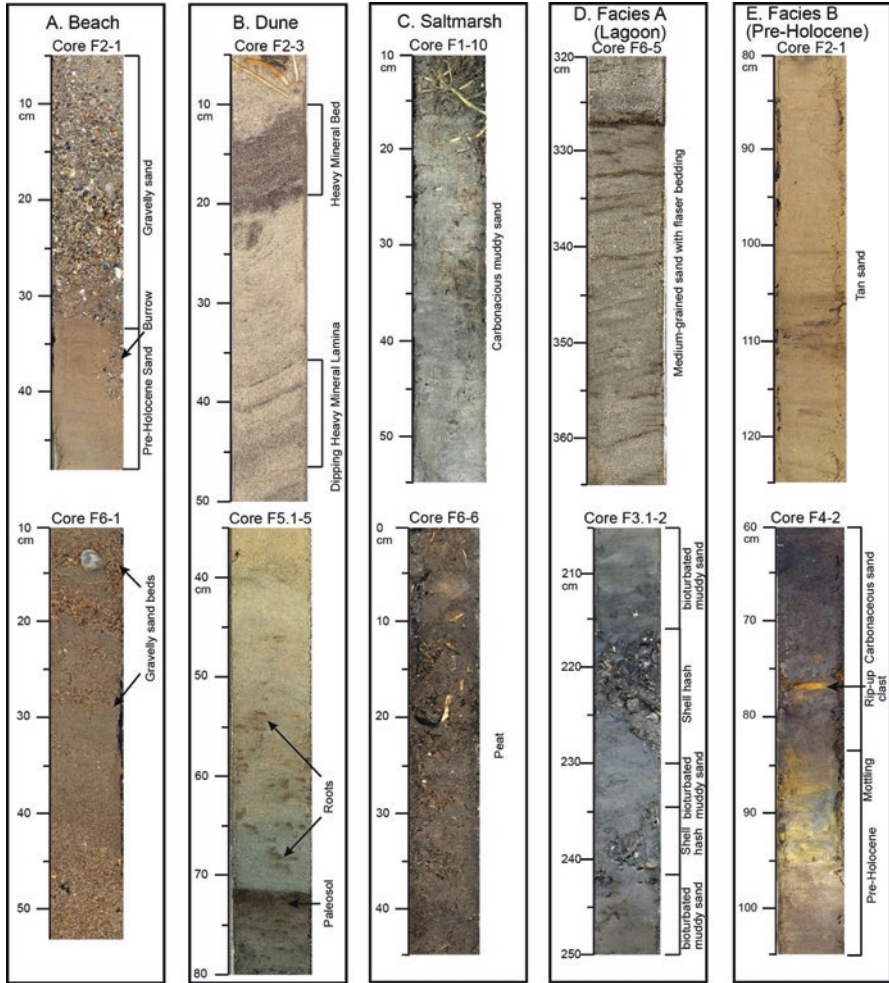 A. Beach
Core F2-1
10
cm
20
30
40
Gravelly sand
Burrow
Pre-Holocene Sand
Core F6-1
10
cm
20
30
40
50
Gravelly sand beds
B. Dune
Core F2-3
10
cm
20
30
40
50
Heavy Mineral Bed
Dipping Heavy Mineral Lamina
Core F5.1-5
40
cm
50
60
70
80
Roots
Paleosol
C. Saltmarsh
Core F1-10
10
cm
20
30
40
50
Carbonacious muddy sand
Core F6-6
0
cm
10
20
30
40
Peat
D. Facies A
(Lagoon)
Core F6-5
320
cm
330
340
350
360
Medium-grained sand with flaser bedding
Core F3.1-2
210
cm
220
230
240
250
bioturbated
muddy sand
Shell hash
bioturbated
muddy sand
Shell
hash
bioturbated
muddy sand
E. Facies B
(Pre-Holocene)
Core F2-1
80
cm
90
100
110
120
Tan sand
Core F4-2
60
cm
70
80
90
100
Carbonaceous sand
Rip-up
clast
Mottling
Pre-Holocene